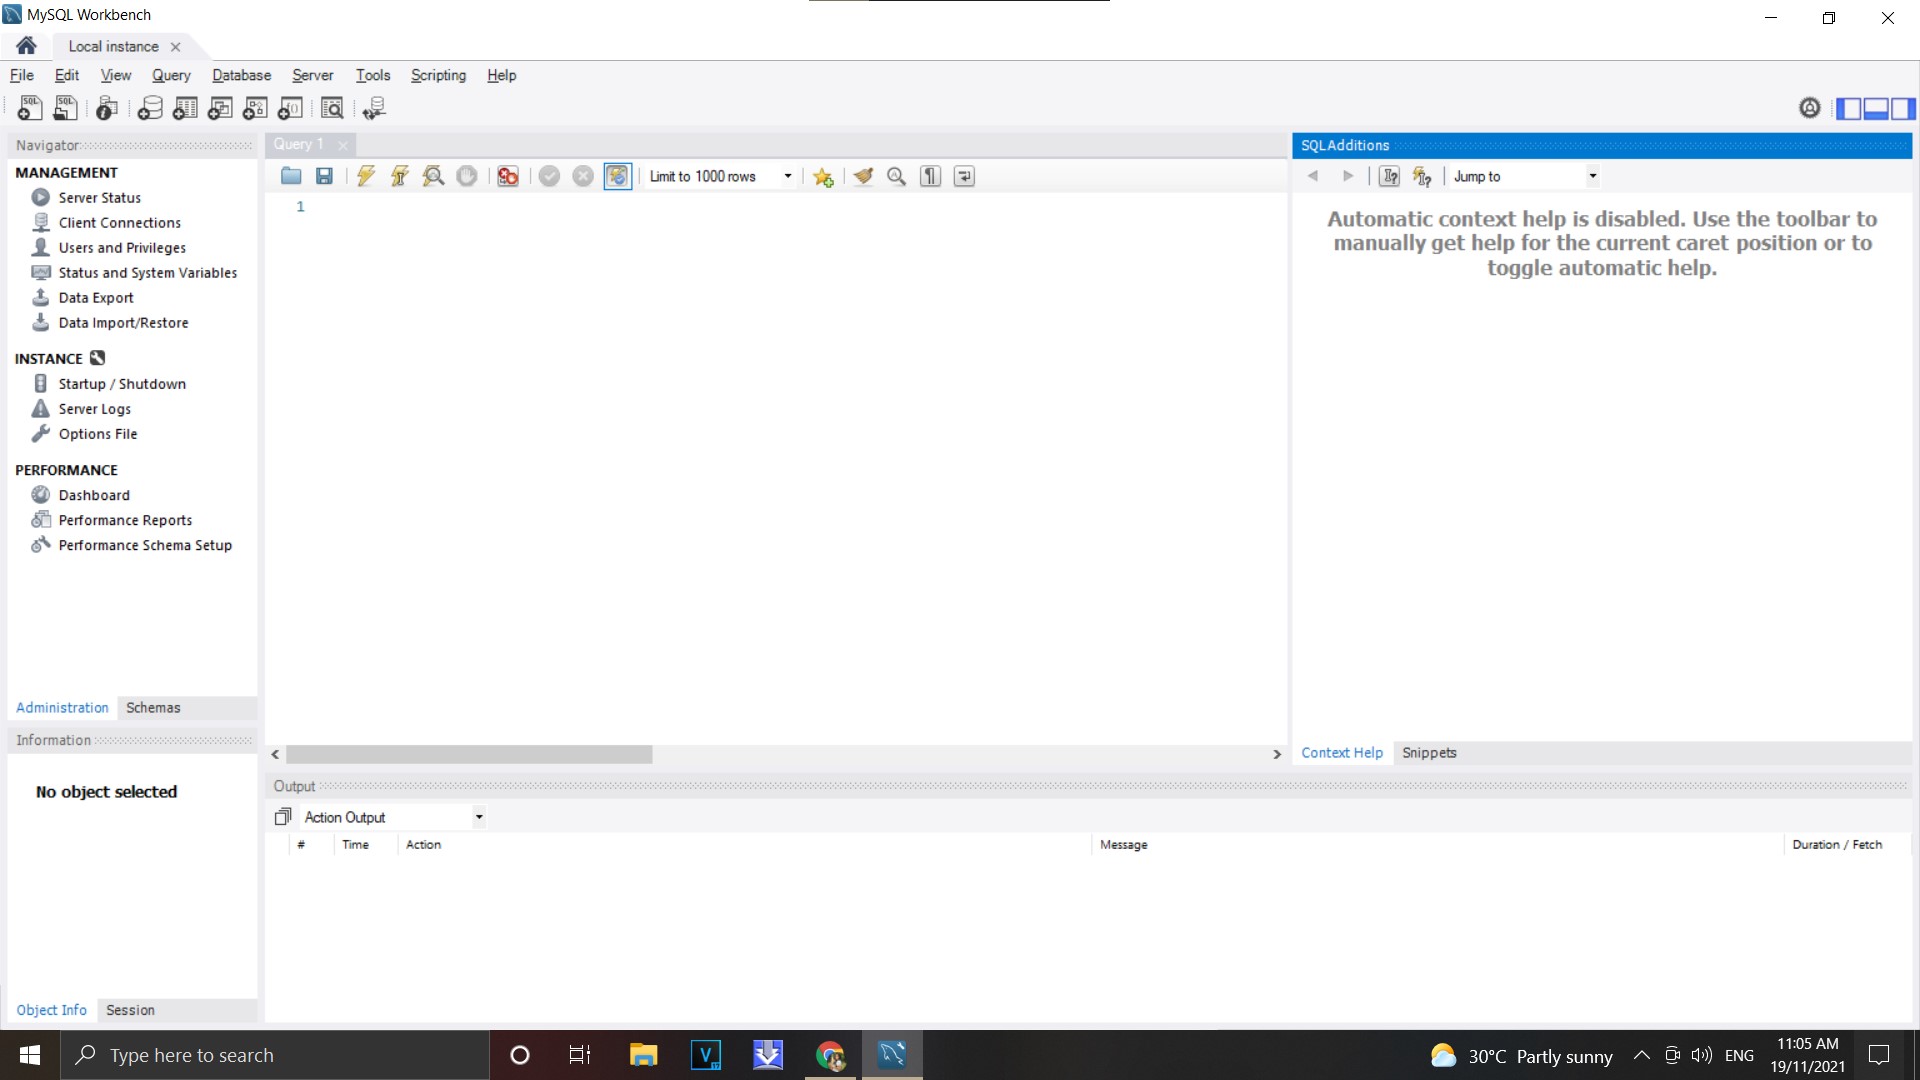 MySQL Workbench
Local instance
File Edit View Query Database Server Tools Scripting Help
Navigator
MANAGEMENT
Server Status
Client Connections
Users and Privileges
Status and System Variables
Data Export
Data Import/Restore
INSTANCE
Startup / Shutdown
Server Logs
Options File
PERFORMANCE
Dashboard
Performance Reports
Performance Schema Setup
Administration Schemas
Information
No object selected
Object Info Session
Query 1
Limit to 1000 rows
1
SQLAdditions
Jump to
Automatic context help is disabled. Use the toolbar to
manually get help for the current caret position or to
toggle automatic help.
Context Help Snippets
Output
Action Output
# Time Action Message Duration / Fetch
Type here to search
30°C Partly sunny
ENG
11:05 AM
19/11/2021